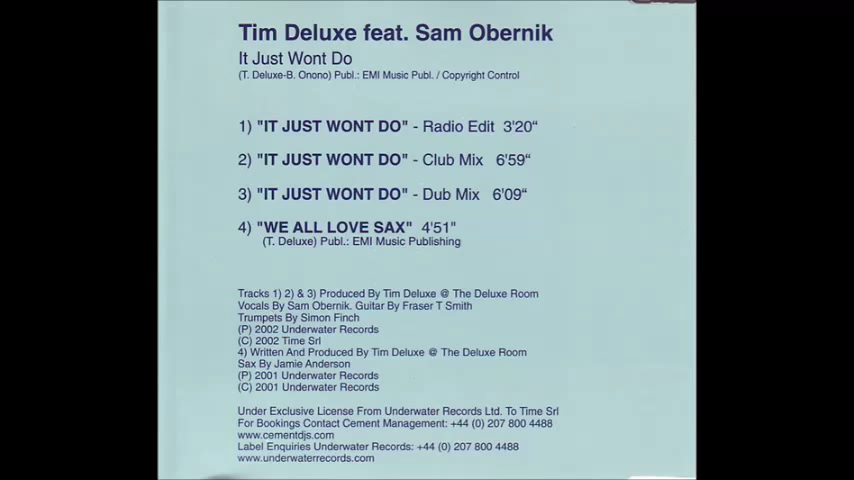 Tim Deluxe feat. Sam Obernik
It Just Wont Do
(T. Deluxe-B. Onono) Publ.: EMI Music Publ. / Copyright Control
1) "IT JUST WONT DO" - Radio Edit 3'20“
2) "IT JUST WONT DO" - Club Mix 6'59“
3) "IT JUST WONT DO" - Dub Mix 6'09“
4) "WE ALL LOVE SAX" 4'51"
(T. Deluxe) Publ.: EMI Music Publishing
Tracks 1) 2) & 3) Produced By Tim Deluxe @ The Deluxe Room
Vocals By Sam Obernik. Guitar By Fraser T Smith
Trumpets By Simon Finch
(P) 2002 Underwater Records
(C) 2002 Time Srl
4) Written And Produced By Tim Deluxe @ The Deluxe Room
Sax By Jamie Anderson
(P) 2001 Underwater Records
(C) 2001 Underwater Records
Under Exclusive License From Underwater Records Ltd. To Time Srl
For Bookings Contact Cement Management: +44 (0) 207 800 4488
www.cementdjs.com
Label Enquiries Underwater Records: +44 (0) 207 800 4488
www.underwaterrecords.com